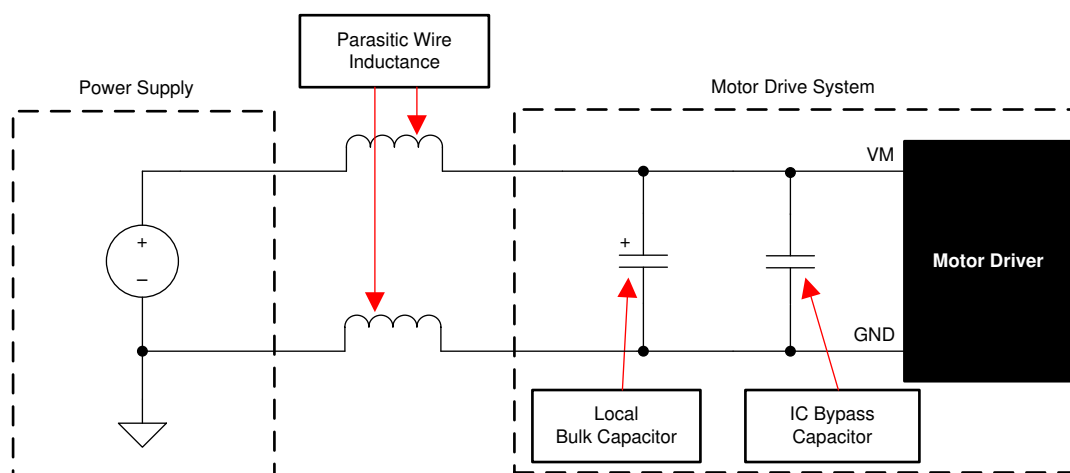 Parasitic Wire
Inductance
Power Supply
Motor Drive System
VM
+
–
+
Motor Driver
GND
Local
Bulk Capacitor
IC Bypass
Capacitor